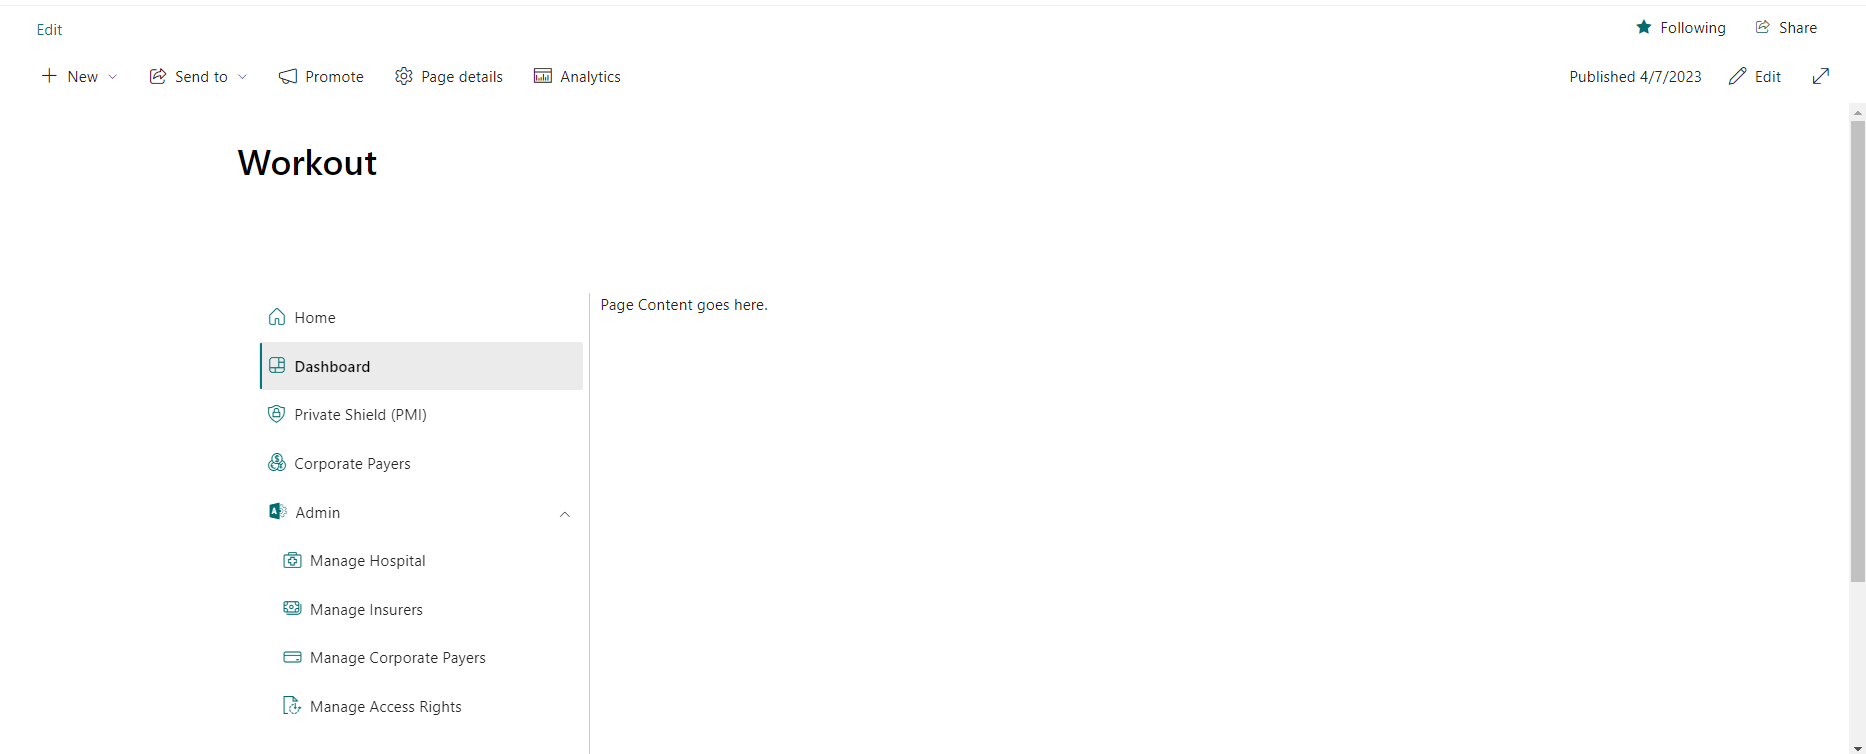 Edit
Following Share
New Send to Promote Page details Analytics Published 4/7/2023 Edit
Workout
Page Content goes here.
Home
Dashboard
Private Shield (PMI)
Corporate Payers
Admin
Manage Hospital
Manage Insurers
Manage Corporate Payers
Manage Access Rights